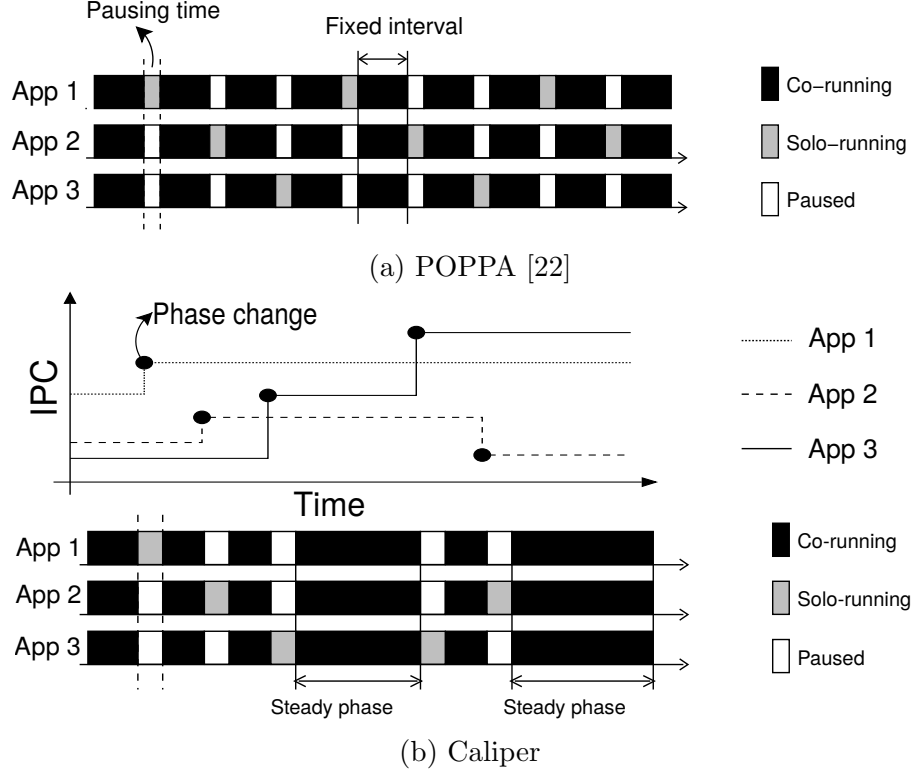 Pausing time
Fixed interval
App 1
App 2
App 3
Co−running
Solo−running
Paused
(a) POPPA [22]
Phase change
IPC
Time
App 1
App 2
App 3
App 1
App 2
App 3
Co-running
Solo-running
Paused
Steady phase
Steady phase
(b) Caliper